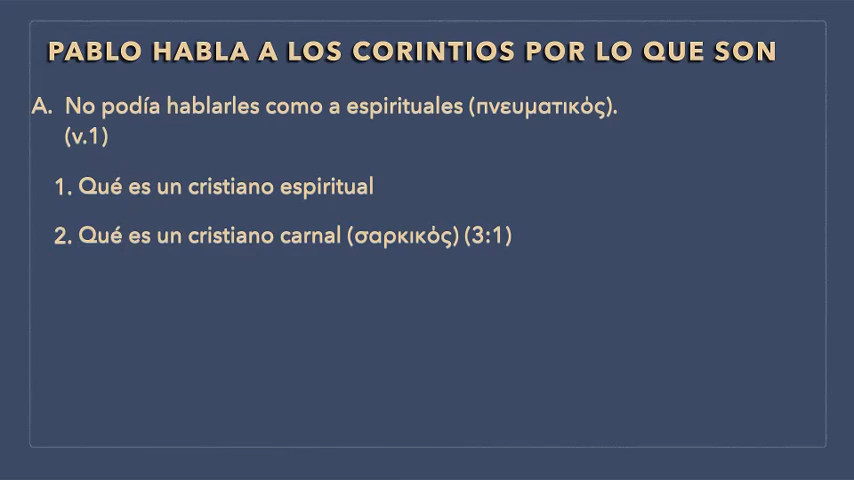 PABLO HABLA A LOS CORINTIOS POR LO QUE SON
A. No podía hablarles como a espirituales (πνευματικός).
(v.1)
1. Qué es un cristiano espiritual
2. Qué es un cristiano carnal (σαρκικός) (3:1)